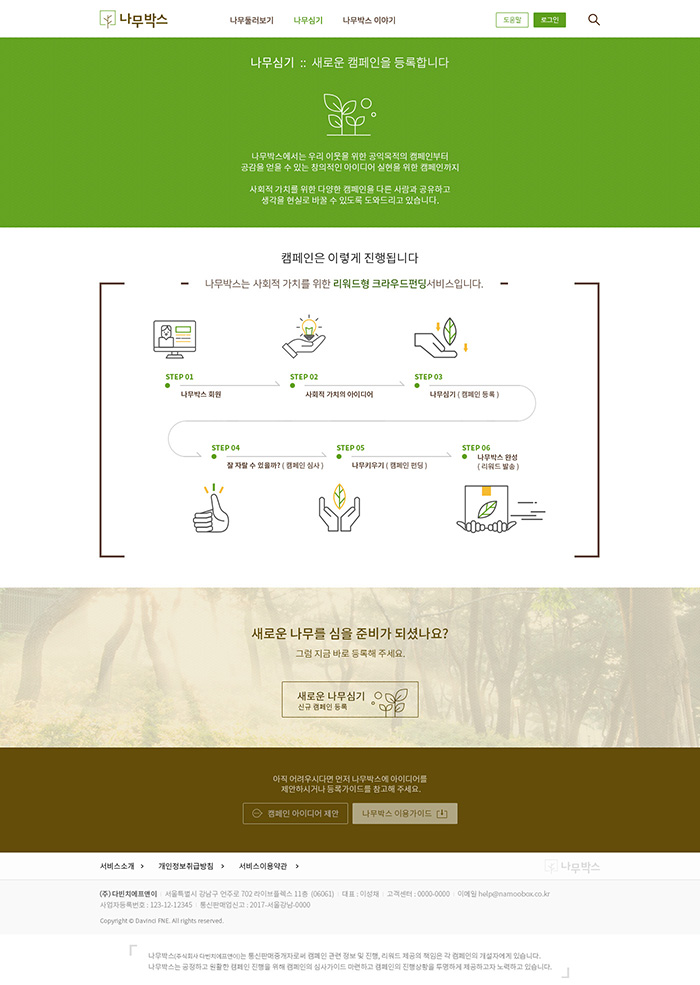 나무박스
나무둘러보기 나무심기 나무박스 이야기
도움말 로그인
나무심기 :: 새로운 캠페인을 등록합니다
나무박스에서는 우리 이웃을 위한 공익목적의 캠페인부터
공감을 얻을 수 있는 창의적인 아이디어 실현을 위한 캠페인까지
사회적 가치를 위한 다양한 캠페인을 다른 사람과 공유하고
생각을 현실로 바꿀 수 있도록 도와드리고 있습니다.
캠페인은 이렇게 진행됩니다
나무박스는 사회적 가치를 위한 리워드형 크라우드펀딩서비스입니다.
STEP 01
나무박스 회원
STEP 02
사회적 가치의 아이디어
STEP 03
나무심기 ( 캠페인 등록 )
STEP 04
잘 자랄 수 있을까? ( 캠페인 심사 )
STEP 05
나무키우기 ( 캠페인 펀딩 )
STEP 06
나무박스 완성
( 리워드 발송 )
새로운 나무를 심을 준비가 되셨나요?
그럼 지금 바로 등록해 주세요.
새로운 나무심기
신규 캠페인 등록
아직 어려우시다면 먼저 나무박스에 아이디어를
제안하시거나 등록가이드를 참고해 주세요.
캠페인 아이디어 제안 나무박스 이용가이드
서비스소개 > 개인정보취급방침 > 서비스이용약관 >
나무박스
(주) 다빈치에프앤이 | 서울특별시 강남구 언주로 702 라이브플렉스 11층 (06061) | 대표 : 이성채 | 고객센터 : 0000-0000 | 이메일 help@namoobox.co.kr
사업자등록번호 : 123-12-12345 | 통신판매업신고 : 2017-서울강남-0000
Copyright © Davinci FNE. All rights reserved.
나무박스(주식회사 다빈치에프앤이)는 통신판매중개자로써 캠페인 관련 정보 및 진행, 리워드 제공의 책임은 각 캠페인의 개설자에게 있습니다.
나무박스는 공정하고 원활한 캠페인 진행을 위해 캠페인의 심사가이드 마련하고 캠페인의 진행상황을 투명하게 제공하고자 노력하고 있습니다.